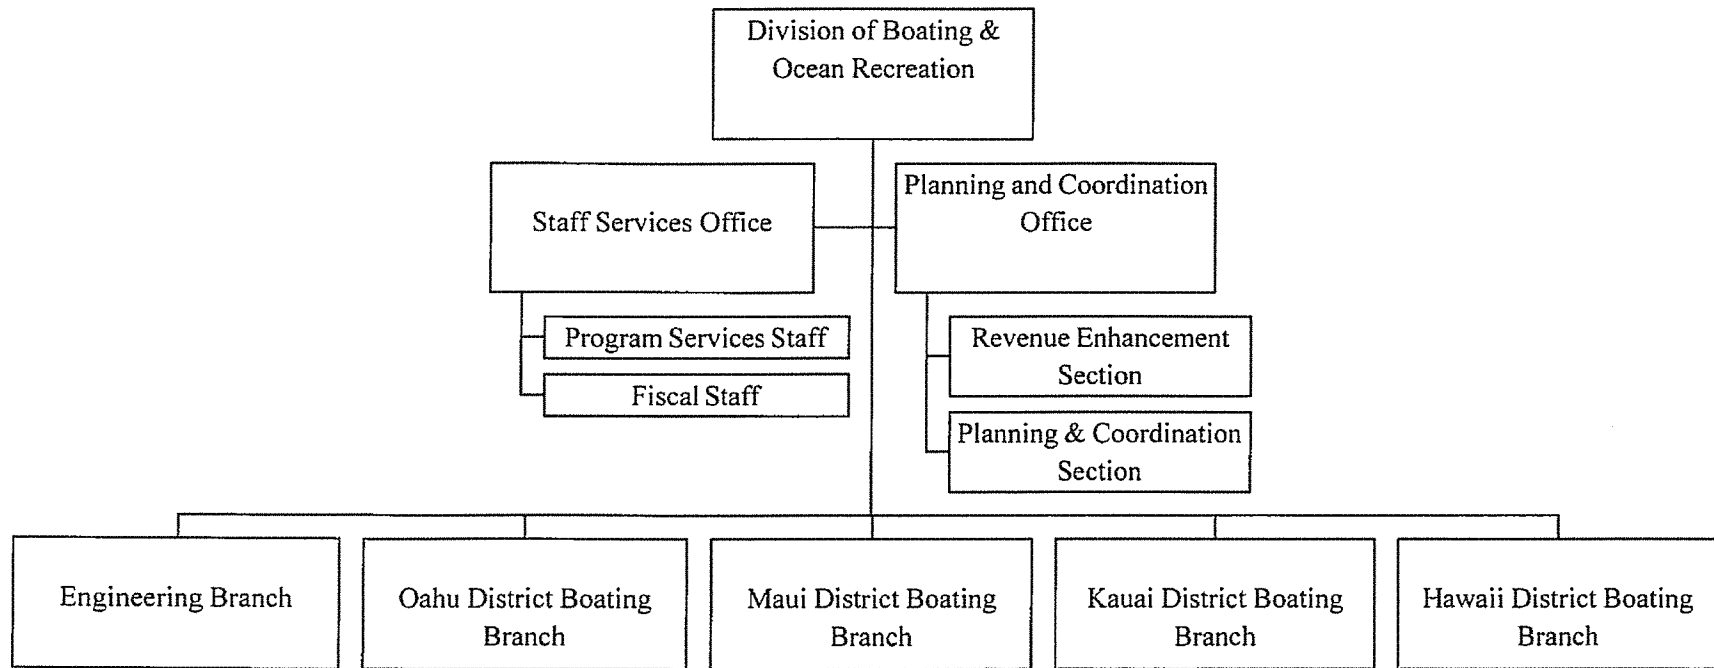 Division of Boating &
Ocean Recreation
Staff Services Office
Planning and Coordination
Office
Program Services Staff
Fiscal Staff
Revenue Enhancement
Section
Planning & Coordination
Section
Engineering Branch
Oahu District Boating
Branch
Maui District Boating
Branch
Kauai District Boating
Branch
Hawaii District Boating
Branch